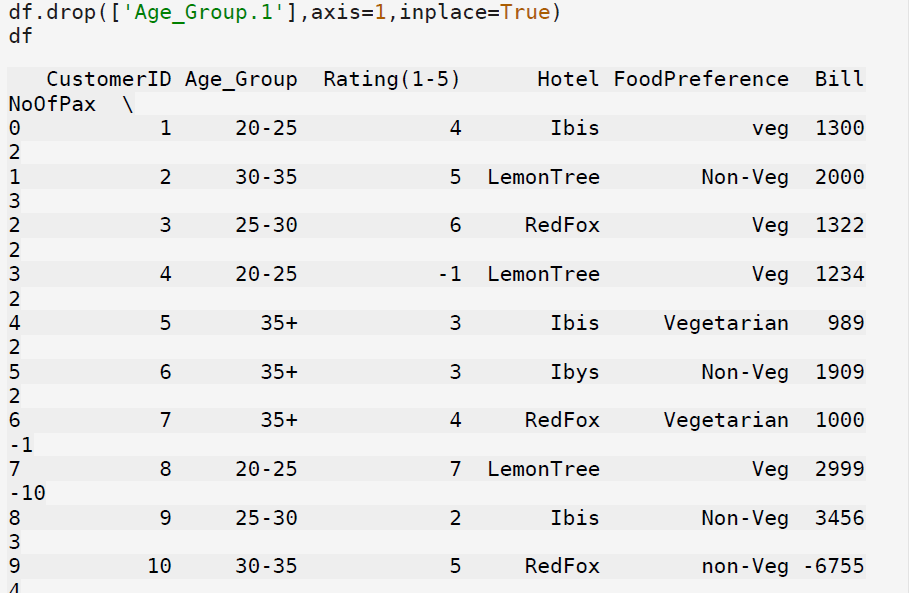 df.drop(['Age_Group.1'],axis=1,inplace=True)
df
CustomerID Age_Group Rating(1-5) Hotel FoodPreference Bill
NoOfPax \
0 1 20-25 4 Ibis veg 1300
2
1 2 30-35 5 LemonTree Non-Veg 2000
3
2 3 25-30 6 RedFox Veg 1322
2
3 4 20-25 -1 LemonTree Veg 1234
2
4 5 35+ 3 Ibis Vegetarian 989
2
5 6 35+ 3 Ibys Non-Veg 1909
2
6 7 35+ 4 RedFox Vegetarian 1000
-1
7 8 20-25 7 LemonTree Veg 2999
-10
8 9 25-30 2 Ibis Non-Veg 3456
3
9 10 30-35 5 RedFox non-Veg -6755
4